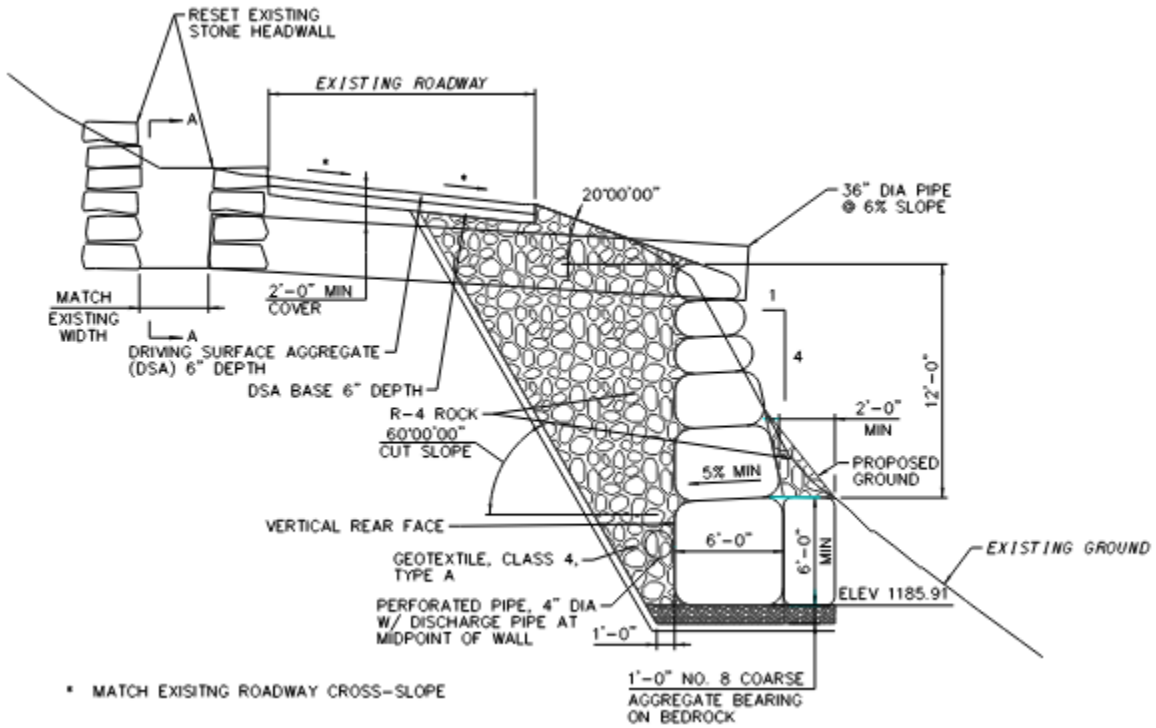 RESET EXISTING
STONE HEADWALL
EXISTING ROADWAY
A
*
*
20°00'00"
36" DIA PIPE
@ 6% SLOPE
MATCH
EXISTING
WIDTH
2'-0" MIN
COVER
A
1
4
12'-0"
DRIVING SURFACE AGGREGATE
(DSA) 6" DEPTH
DSA BASE 6" DEPTH
R-4 ROCK
60°00'00"
CUT SLOPE
2'-0"
MIN
5% MIN
PROPOSED
GROUND
VERTICAL REAR FACE
6'-0"
6'-0"
MIN
EXISTING GROUND
GEOTEXTILE, CLASS 4,
TYPE A
ELEV 1185.91
PERFORATED PIPE, 4" DIA
W/ DISCHARGE PIPE AT
MIDPOINT OF WALL
1'-0"
1'-0" NO. 8 COARSE
AGGREGATE BEARING
ON BEDROCK
* MATCH EXISITNG ROADWAY CROSS-SLOPE